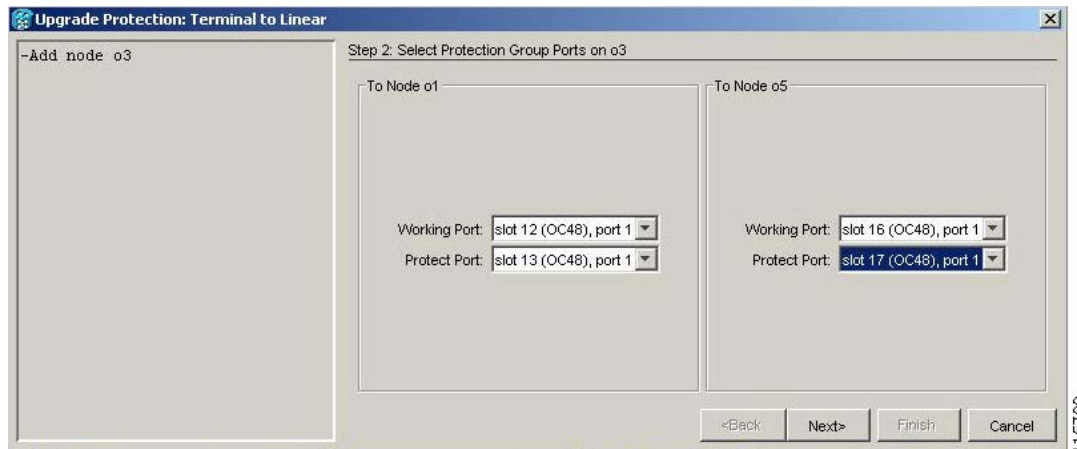 Upgrade Protection: Terminal to Linear
-Add node o3
Step 2: Select Protection Group Ports on o3
To Node o1
Working Port: slot 12 (OC48), port 1
Protect Port: slot 13 (OC48), port 1
To Node o5
Working Port: slot 16 (OC48), port 1
Protect Port: slot 17 (OC48), port 1
<Back Next> Finish Cancel